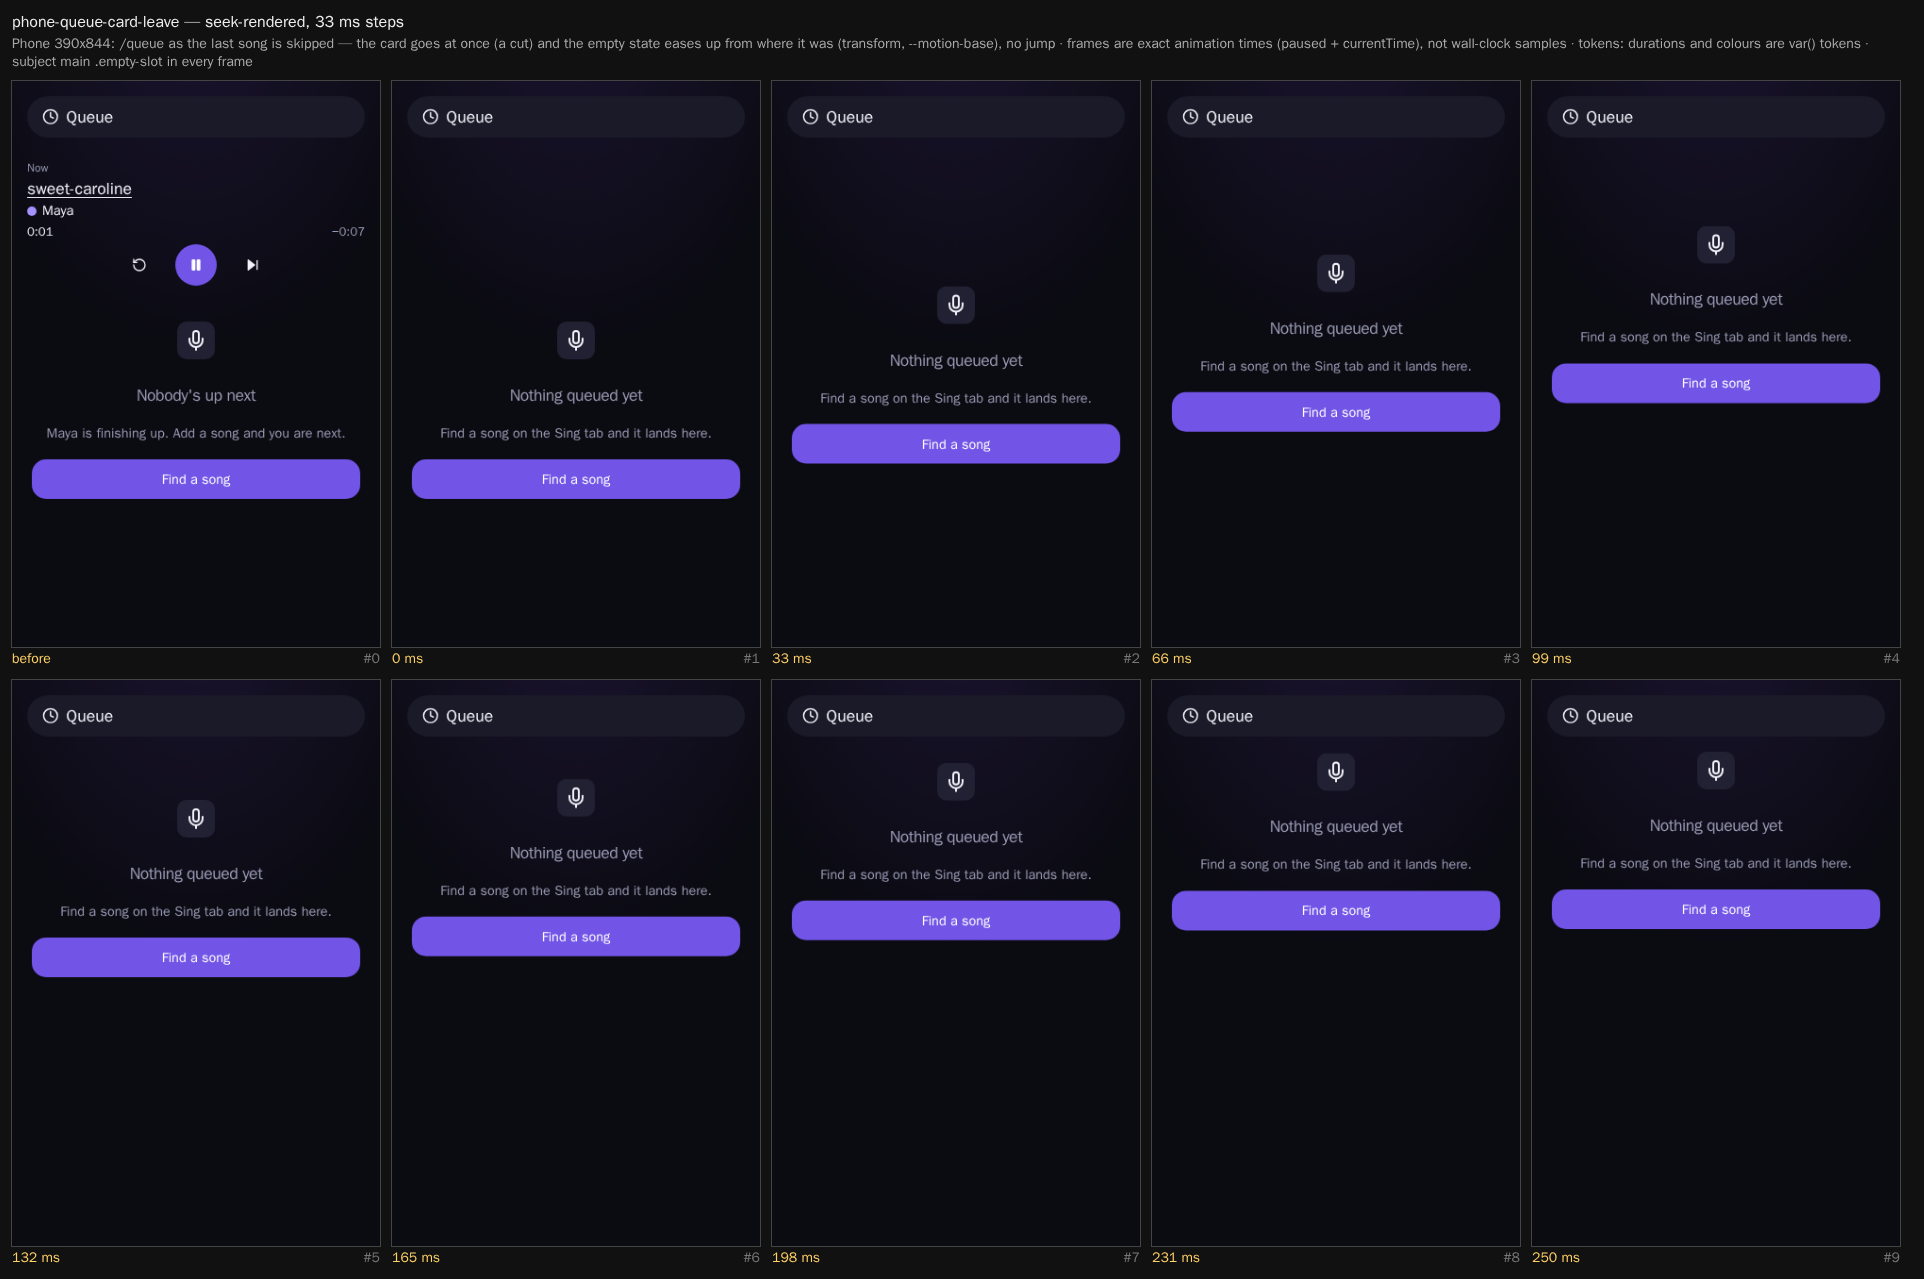 phone-queue-card-leave — seek-rendered, 33 ms steps
Phone 390x844: /queue as the last song is skipped — the card goes at once (a cut) and the empty state eases up from where it was (transform, --motion-base), no jump · frames are exact animation times (paused + currentTime), not wall-clock samples · tokens: durations and colours are var() tokens ·
subject main .empty-slot in every frame
Queue
Now
sweet-caroline
Maya
0:01 −0:07
Nobody's up next
Maya is finishing up. Add a song and you are next.
Find a song
before #0
Queue
Nothing queued yet
Find a song on the Sing tab and it lands here.
Find a song
0 ms #1
Queue
Nothing queued yet
Find a song on the Sing tab and it lands here.
Find a song
33 ms #2
Queue
Nothing queued yet
Find a song on the Sing tab and it lands here.
Find a song
66 ms #3
Queue
Nothing queued yet
Find a song on the Sing tab and it lands here.
Find a song
99 ms #4
Queue
Nothing queued yet
Find a song on the Sing tab and it lands here.
Find a song
132 ms #5
Queue
Nothing queued yet
Find a song on the Sing tab and it lands here.
Find a song
165 ms #6
Queue
Nothing queued yet
Find a song on the Sing tab and it lands here.
Find a song
198 ms #7
Queue
Nothing queued yet
Find a song on the Sing tab and it lands here.
Find a song
231 ms #8
Queue
Nothing queued yet
Find a song on the Sing tab and it lands here.
Find a song
250 ms #9